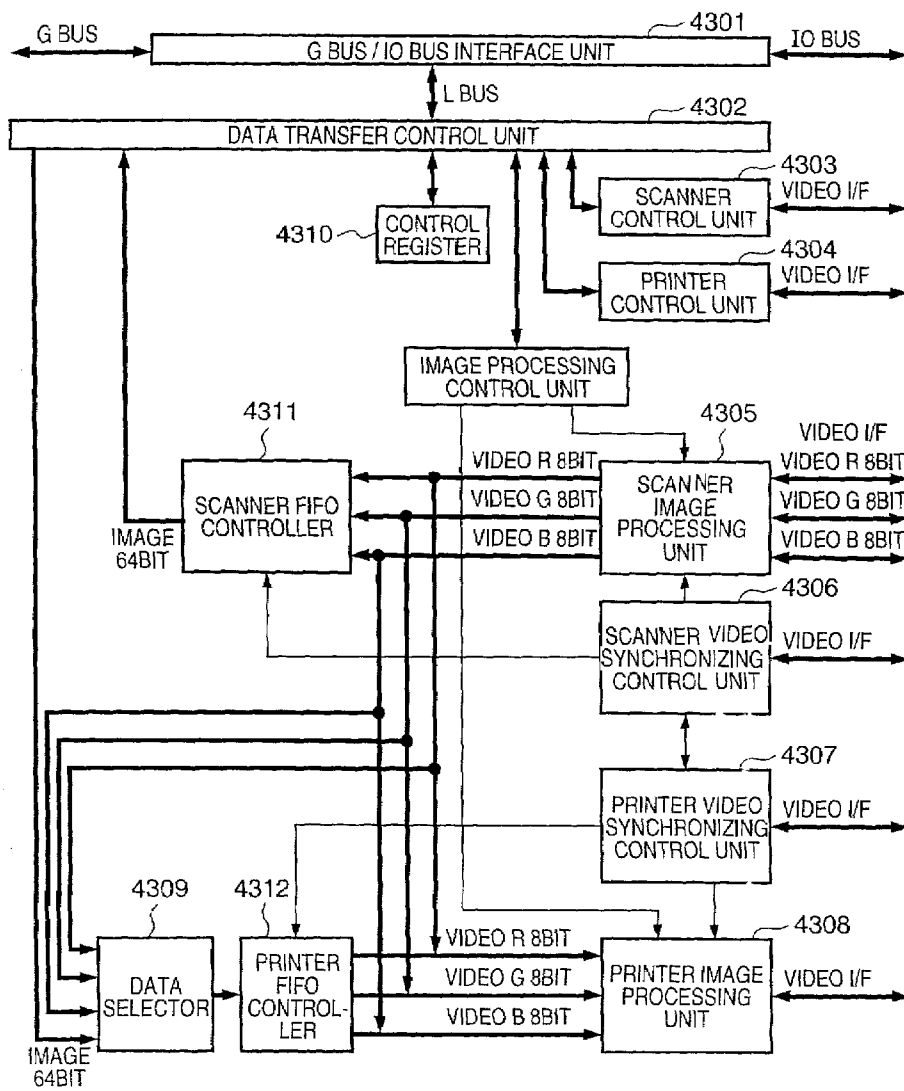 4301
G BUS
G BUS / IO BUS INTERFACE UNIT
IO BUS
L BUS
4302
DATA TRANSFER CONTROL UNIT
4303
SCANNER
CONTROL UNIT
VIDEO I/F
4310
CONTROL
REGISTER
4304
PRINTER
CONTROL UNIT
VIDEO I/F
IMAGE PROCESSING
CONTROL UNIT
4311
SCANNER FIFO
CONTROLLER
IMAGE
64BIT
VIDEO R 8BIT
VIDEO G 8BIT
VIDEO B 8BIT
4305
SCANNER
IMAGE
PROCESSING
UNIT
VIDEO I/F
VIDEO R 8BIT
VIDEO G 8BIT
VIDEO B 8BIT
4306
SCANNER VIDEO
SYNCHRONIZING
CONTROL UNIT
VIDEO I/F
4307
PRINTER VIDEO
SYNCHRONIZING
CONTROL UNIT
VIDEO I/F
4309
DATA
SELECTOR
IMAGE
64BIT
4312
PRINTER
FIFO
CONTROL-
LER
VIDEO R 8BIT
VIDEO G 8BIT
VIDEO B 8BIT
4308
PRINTER IMAGE
PROCESSING
UNIT
VIDEO I/F